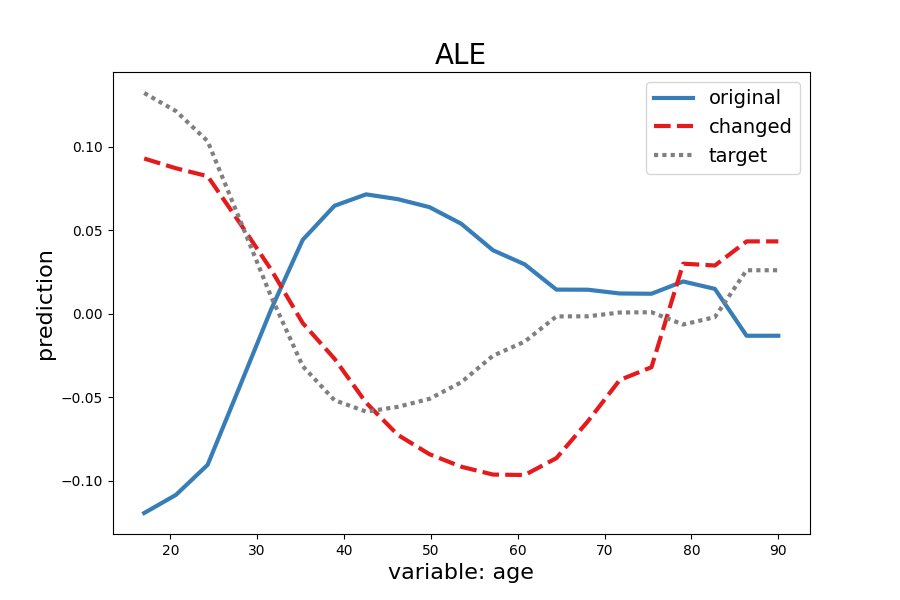 ALE
original
changed
target
prediction
0.10
0.05
0.00
−0.05
−0.10
20 30 40 50 60 70 80 90
variable: age